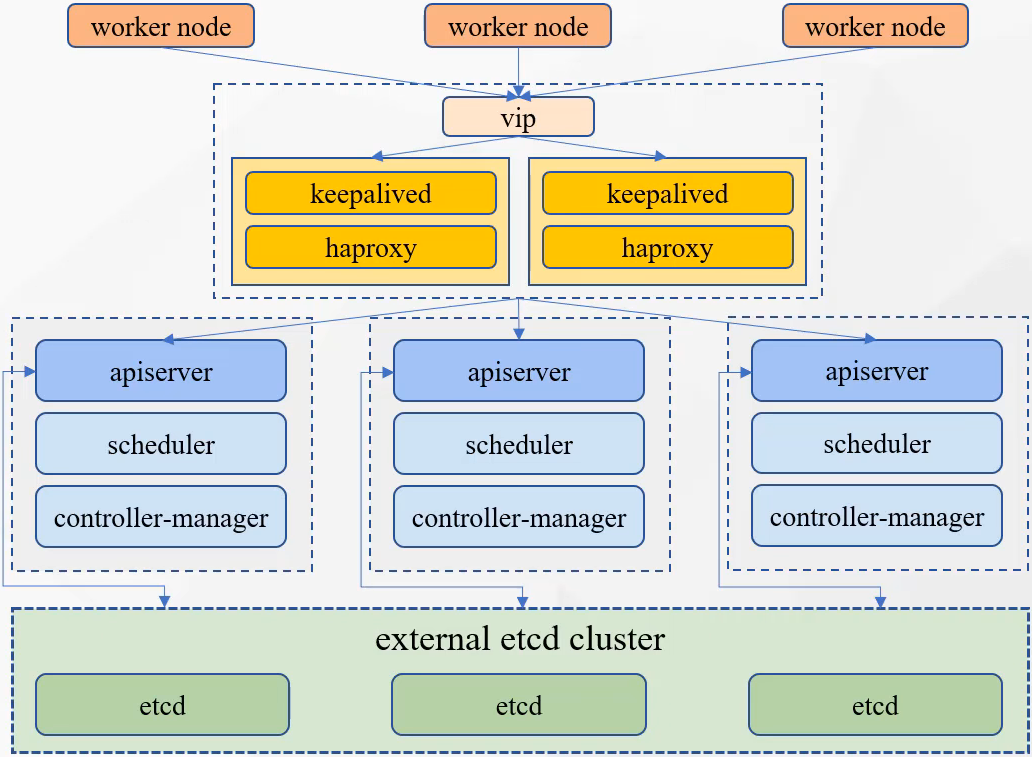 worker node
worker node
worker node
vip
keepalived
keepalived
haproxy
haproxy
apiserver
apiserver
apiserver
scheduler
scheduler
scheduler
controller-manager
controller-manager
controller-manager
external etcd cluster
etcd
etcd
etcd